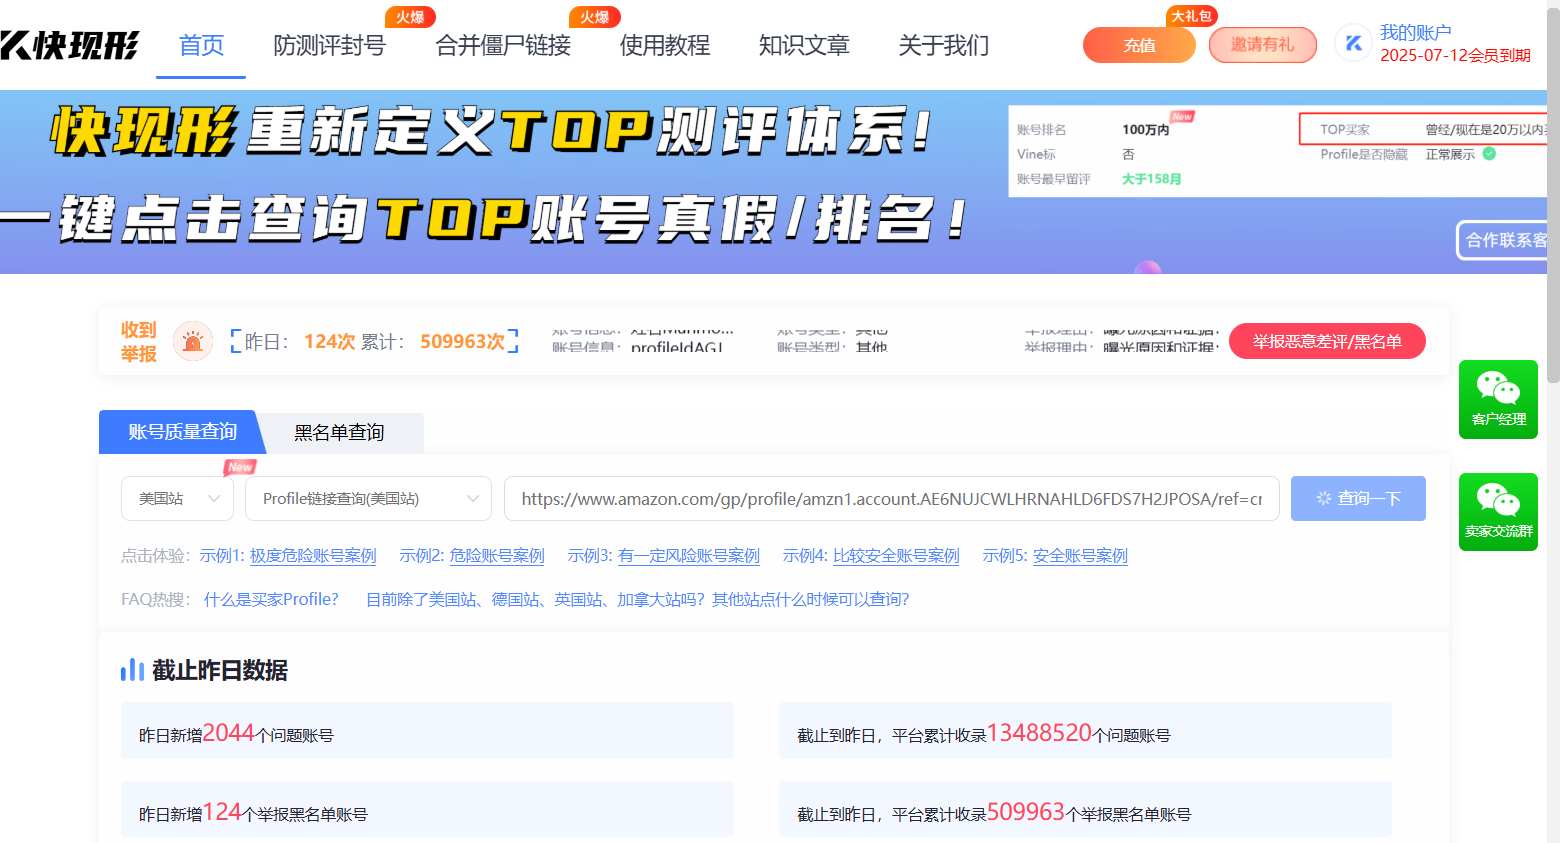 快现形
首页
防测评封号
火爆
合并僵尸链接
火爆
使用教程
知识文章
关于我们
充值
大礼包
邀请有礼
我的账户
2025-07-12会员到期
快现形重新定义TOP测评体系!
一键点击查询TOP账号真假/排名!
账号排名 100万内 New
Vine标 否
账号最早留评 大于158月
TOP买家 曾经/现在是20万以内
Profile是否隐藏 正常展示
合作联系客
收到
举报
昨日： 124次 累计： 509963次
账号信息：
profileIdAGJ
账号类型：其他
举报理由：曝光原因和证据：
举报恶意差评/黑名单
账号质量查询
黑名单查询
New
美国站
Profile链接查询(美国站)
https://www.amazon.com/gp/profile/amzn1.account.AE6NUJCWLHRNAHLD6FDS7H2JPOSA/ref=cr
查询一下
点击体验： 示例1: 极度危险账号案例 示例2: 危险账号案例 示例3: 有一定风险账号案例 示例4: 比较安全账号案例 示例5: 安全账号案例
FAQ热搜： 什么是买家Profile? 目前除了美国站、德国站、英国站、加拿大站吗？其他站点什么时候可以查询?
客户经理
卖家交流群
截止昨日数据
昨日新增2044个问题账号
截止到昨日，平台累计收录13488520个问题账号
昨日新增124个举报黑名单账号
截止到昨日，平台累计收录509963个举报黑名单账号